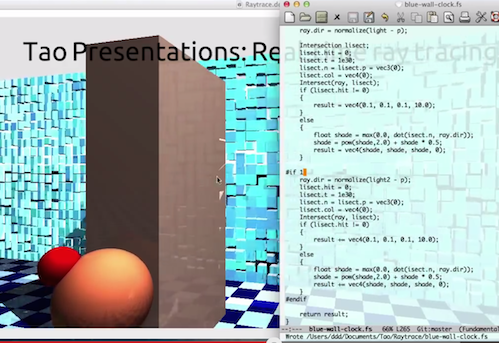 Raytrace.dd
blue-wall-clock.fs
Tao Presentations: Real time ray tracing
ray.dir = normalize(light - p);
Intersection lisect;
lisect.hit = 0;
lisect.t = 1e30;
lisect.n = lisect.p = vec3(0);
lisect.col = vec4(0);
Intersect(ray, lisect);
if (lisect.hit != 0)
{
result = vec4(0.1, 0.1, 0.1, 10.0);
}
else
{
float shade = max(0.0, dot(isect.n, ray.dir));
shade = pow(shade,2.0) + shade * 0.5;
result = vec4(shade, shade, shade, 0);
}
#if 1
ray.dir = normalize(light2 - p);
lisect.hit = 0;
lisect.t = 1e30;
lisect.n = lisect.p = vec3(0);
lisect.col = vec4(0);
Intersect(ray, lisect);
if (lisect.hit != 0)
{
result += vec4(0.1, 0.1, 0.1, 10.0);
}
else
{
float shade = max(0.0, dot(isect.n, ray.dir));
shade = pow(shade,2.0) + shade * 0.5;
result += vec4(shade, shade, shade, 0);
}
#endif
return result;
}
--:--- blue-wall-clock.fs 66% L265 Git:master (Fundamenta
Wrote /Users/ddd/Documents/Tao/Raytrace/blue-wall-clock.fs